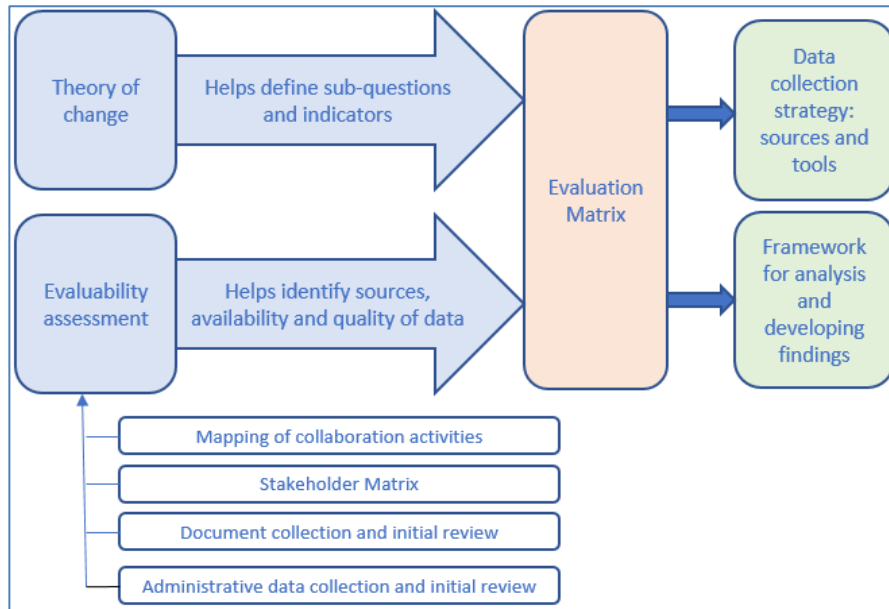 Theory of
change
Helps define sub-questions
and indicators
Evaluation
Matrix
Data
collection
strategy:
sources and
tools
Evaluability
assessment
Helps identify sources,
availability and quality of data
Framework
for analysis
and
developing
findings
Mapping of collaboration activities
Stakeholder Matrix
Document collection and initial review
Administrative data collection and initial review